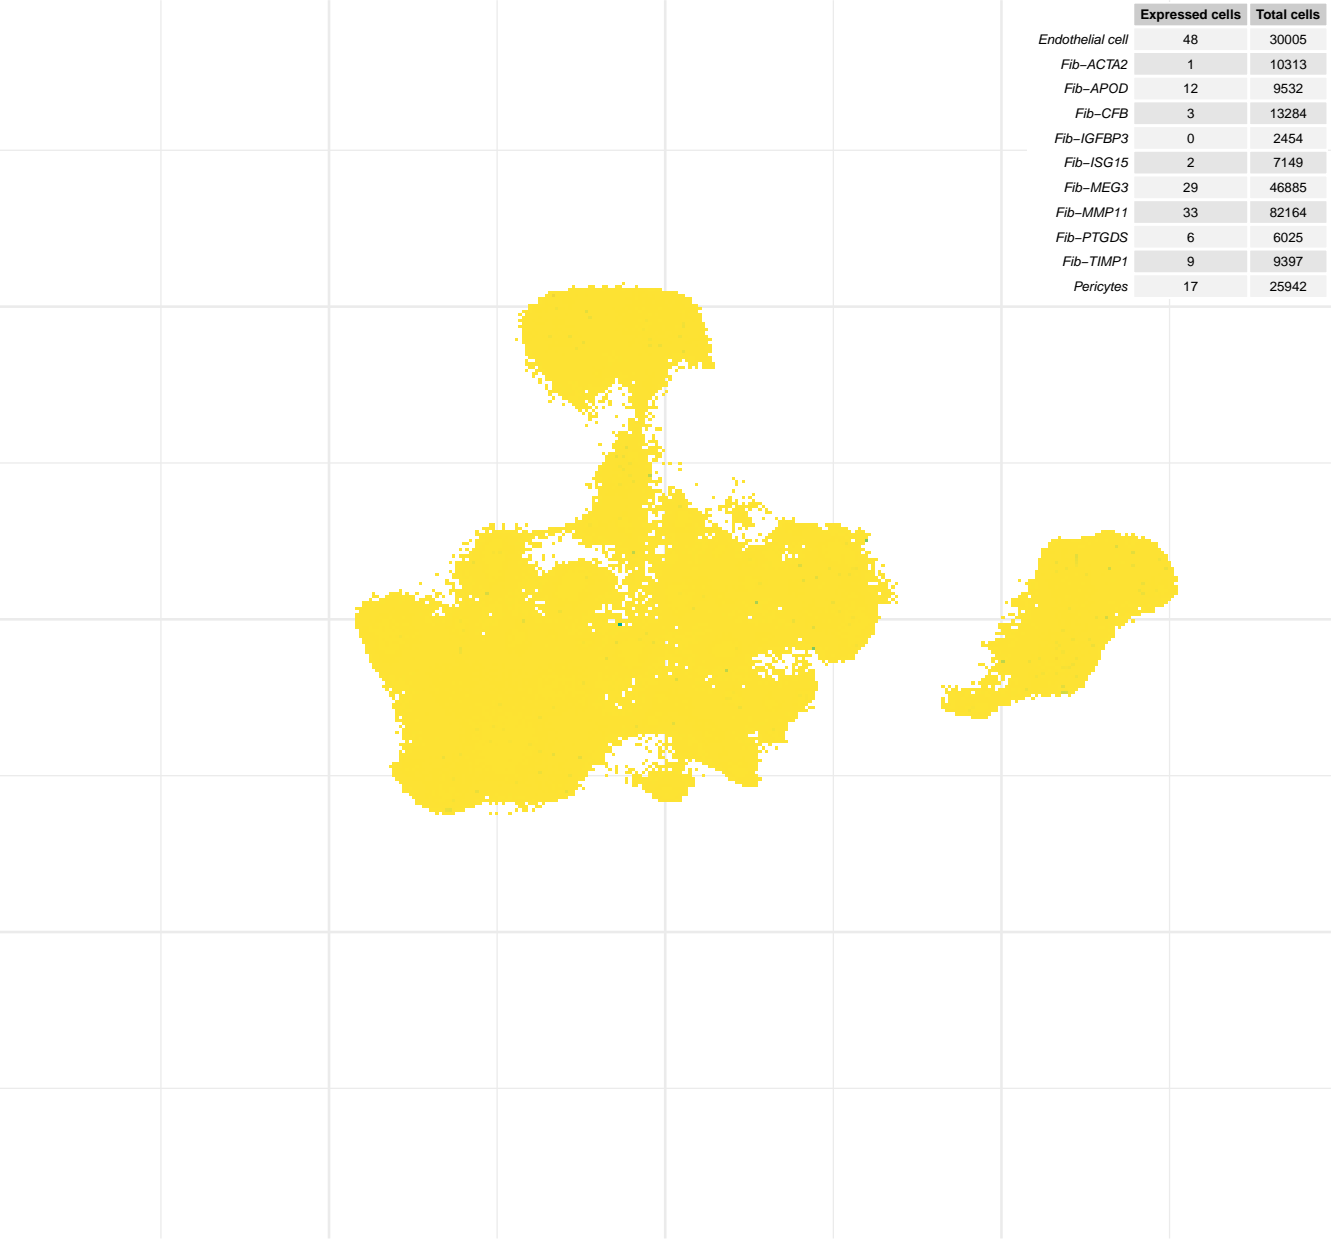 Expressed cells Total cells
Endothelial cell 48 30005
Fib−ACTA2 1 10313
Fib−APOD 12 9532
Fib−CFB 3 13284
Fib−IGFBP3 0 2454
Fib−ISG15 2 7149
Fib−MEG3 29 46885
Fib−MMP11 33 82164
Fib−PTGDS 6 6025
Fib−TIMP1 9 9397
Pericytes 17 25942